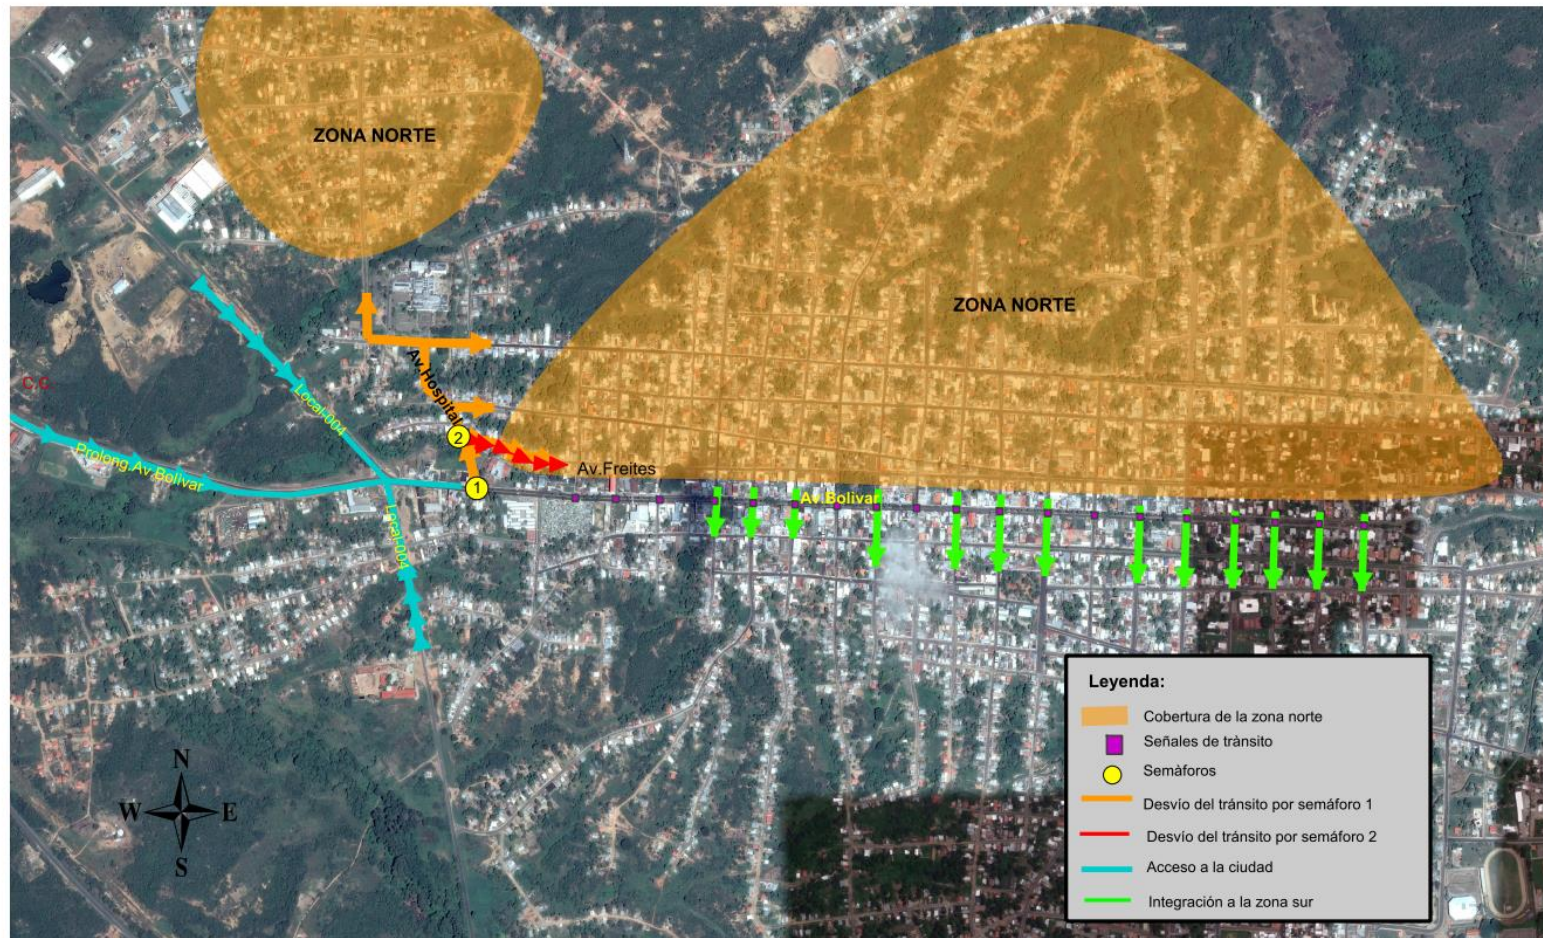 ZONA NORTE
ZONA NORTE
C.C.
Av.Hospital
Local-004
Prolong.Av.Bolivar
2
1
Av.Freites
Av.Bolivar
Local-004
Leyenda:
Cobertura de la zona norte
Señales de trànsito
Semàforos
Desvío del tránsito por semáforo 1
Desvío del tránsito por semáforo 2
Acceso a la ciudad
Integración a la zona sur
N
W
E
S